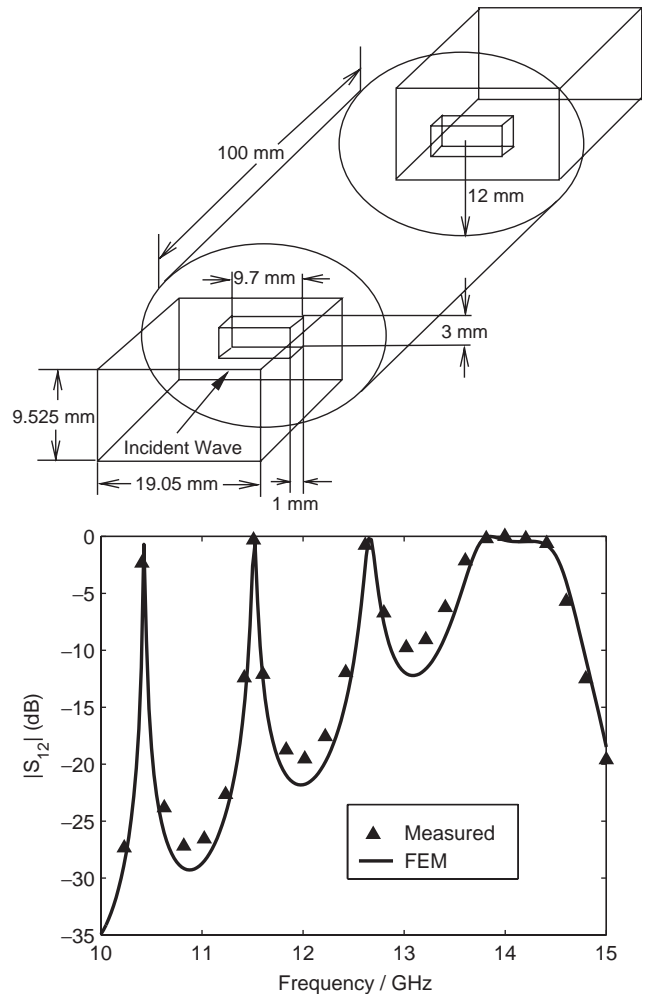 100 mm
12 mm
9.7 mm
3 mm
9.525 mm
Incident Wave
19.05 mm
1 mm
0
−5
−10
−15
−20
−25
−30
−35
|S12| (dB)
Measured
FEM
10
11
12
13
14
15
Frequency / GHz